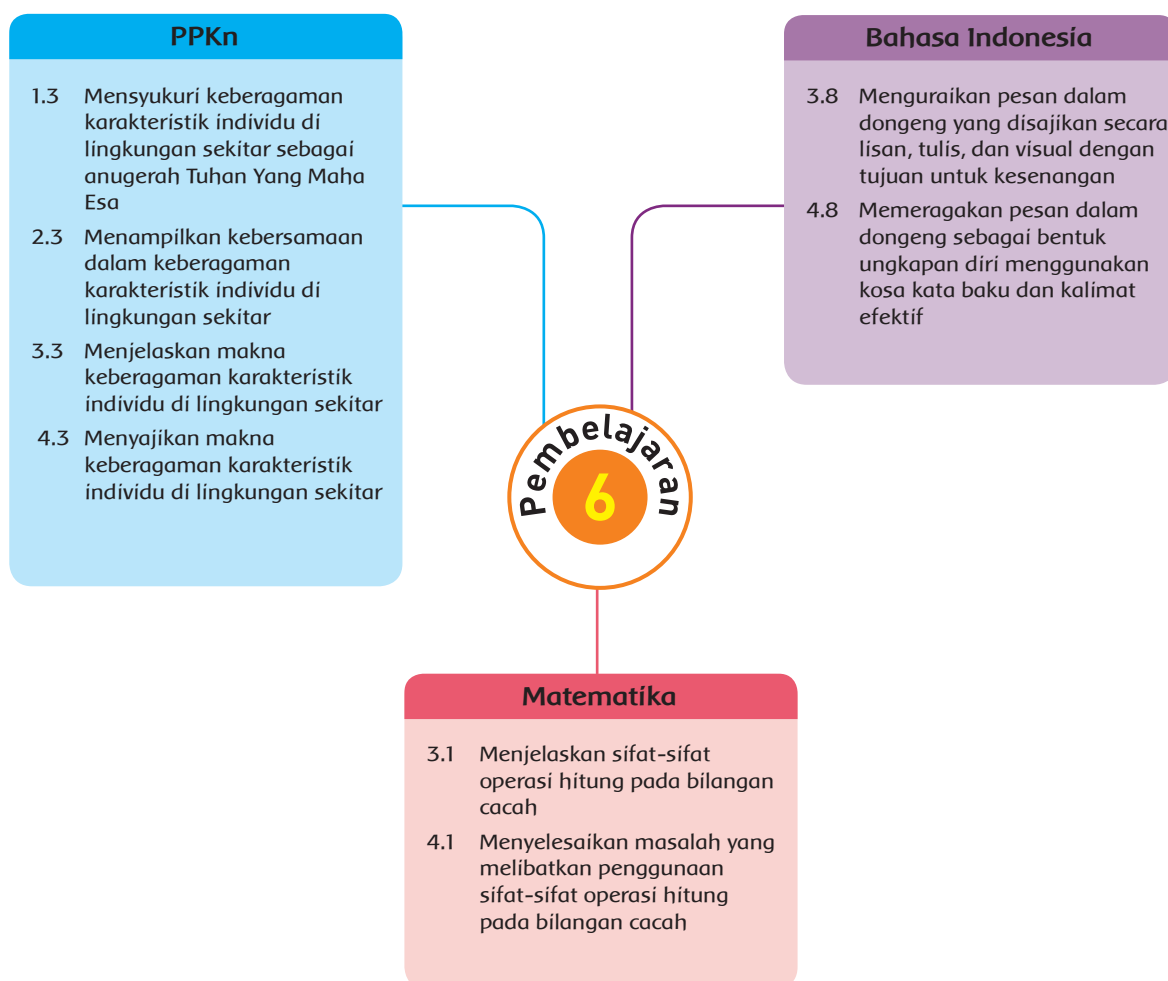 PPKn
1.3 Mensyukuri keberagaman
karakteristik individu di
lingkungan sekitar sebagai
anugerah Tuhan Yang Maha
Esa
2.3 Menampilkan kebersamaan
dalam keberagaman
karakteristik individu di
lingkungan sekitar
3.3 Menjelaskan makna
keberagaman karakteristik
individu di lingkungan sekitar
4.3 Menyajikan makna
keberagaman karakteristik
individu di lingkungan sekitar
Bahasa Indonesia
3.8 Menguraikan pesan dalam
dongeng yang disajikan secara
lisan, tulis, dan visual dengan
tujuan untuk kesenangan
4.8 Memeragakan pesan dalam
dongeng sebagai bentuk
ungkapan diri menggunakan
kosa kata baku dan kalimat
efektif
Pembelajaran
6
Matematika
3.1 Menjelaskan sifat-sifat
operasi hitung pada bilangan
cacah
4.1 Menyelesaikan masalah yang
melibatkan penggunaan
sifat-sifat operasi hitung
pada bilangan cacah